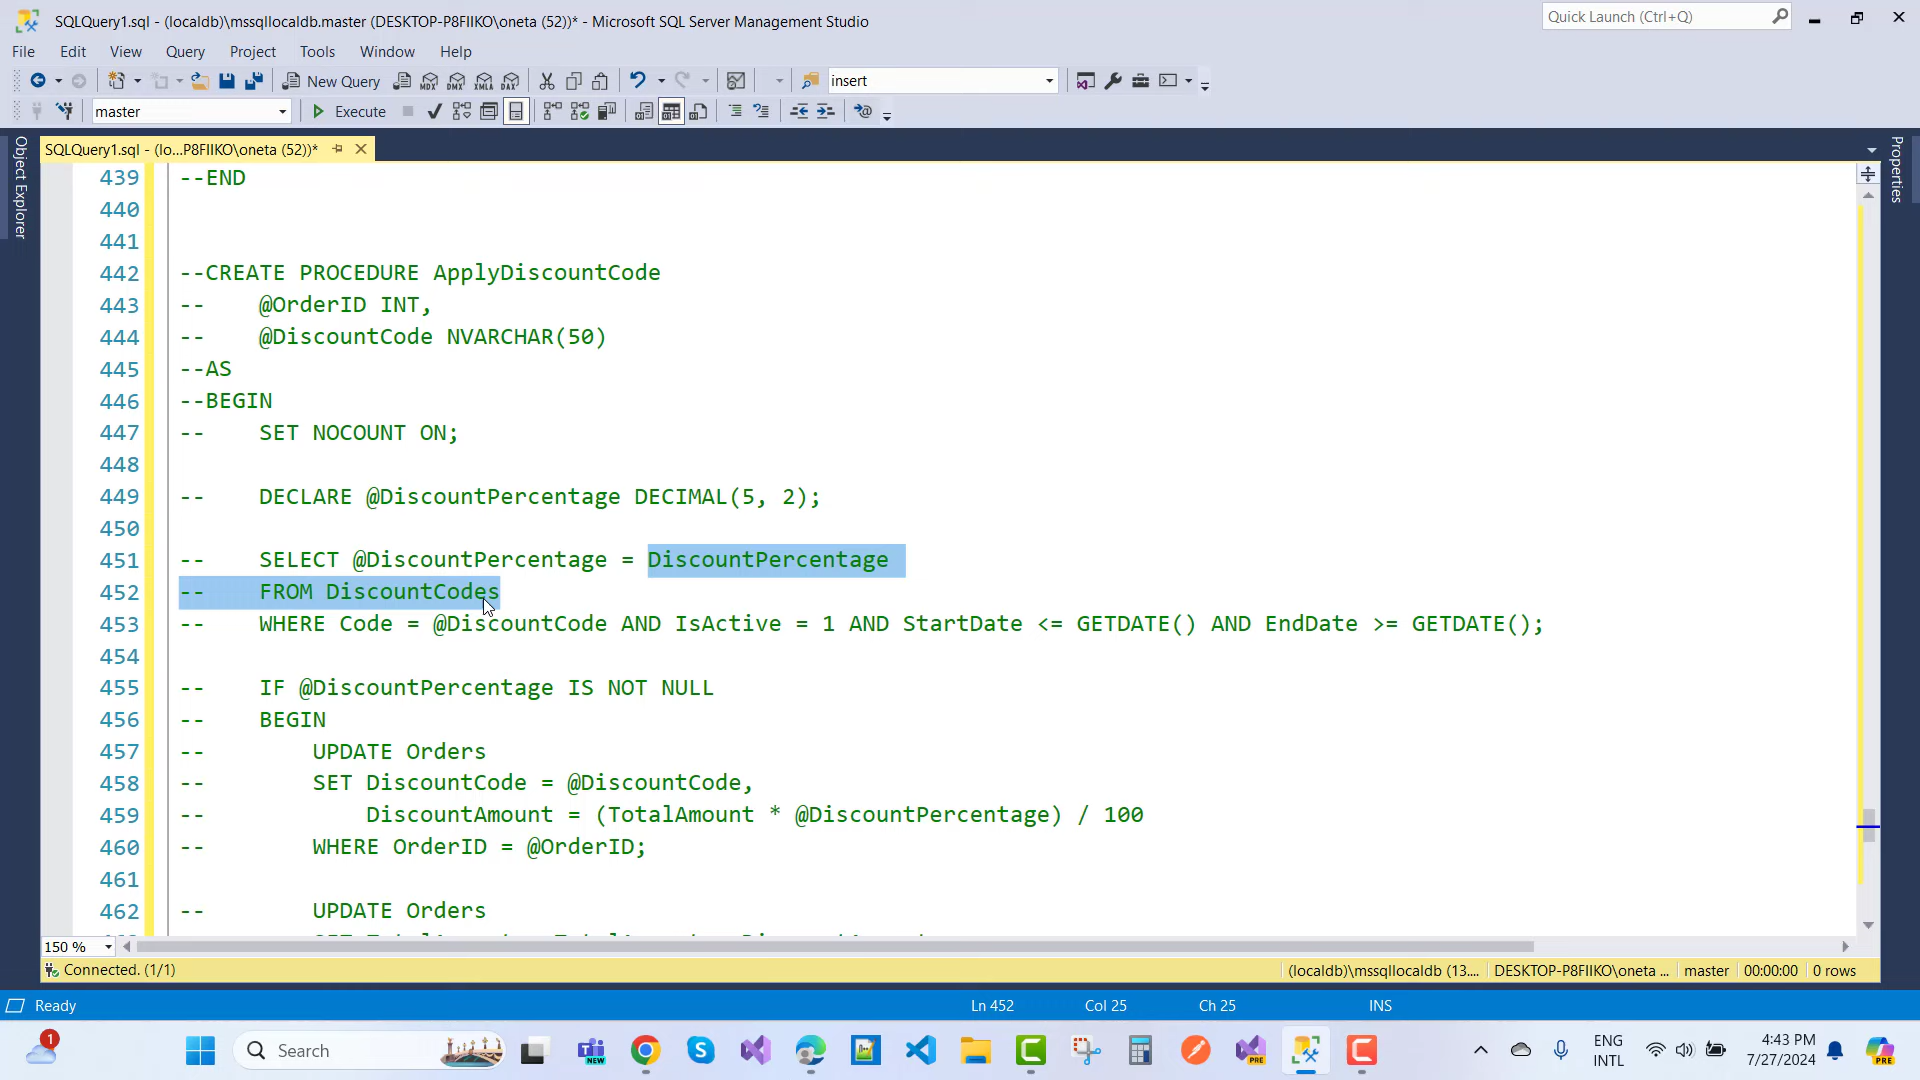 SQLQuery1.sql - (localdb)\mssqllocaldb.master (DESKTOP-P8FIIKO\oneta (52))* - Microsoft SQL Server Management Studio
Quick Launch (Ctrl+Q)
File Edit View Query Project Tools Window Help
New Query MDX DMX XMLA DAX insert
master Execute
SQLQuery1.sql - (lo...P8FIIKO\oneta (52))*
Object Explorer
Properties
439 --END
440
441
442 --CREATE PROCEDURE ApplyDiscountCode
443 -- @OrderID INT,
444 -- @DiscountCode NVARCHAR(50)
445 --AS
446 --BEGIN
447 -- SET NOCOUNT ON;
448
449 -- DECLARE @DiscountPercentage DECIMAL(5, 2);
450
451 -- SELECT @DiscountPercentage = DiscountPercentage
452 -- FROM DiscountCodes
453 -- WHERE Code = @DiscountCode AND IsActive = 1 AND StartDate <= GETDATE() AND EndDate >= GETDATE();
454
455 -- IF @DiscountPercentage IS NOT NULL
456 -- BEGIN
457 -- UPDATE Orders
458 -- SET DiscountCode = @DiscountCode,
459 -- DiscountAmount = (TotalAmount * @DiscountPercentage) / 100
460 -- WHERE OrderID = @OrderID;
461
462 -- UPDATE Orders
150 %
Connected. (1/1) (localdb)\mssqllocaldb (13.... DESKTOP-P8FIIKO\oneta ... master 00:00:00 0 rows
Ready Ln 452 Col 25 Ch 25 INS
1 Search NEW PRE ENG INTL 4:43 PM 7/27/2024 PRE